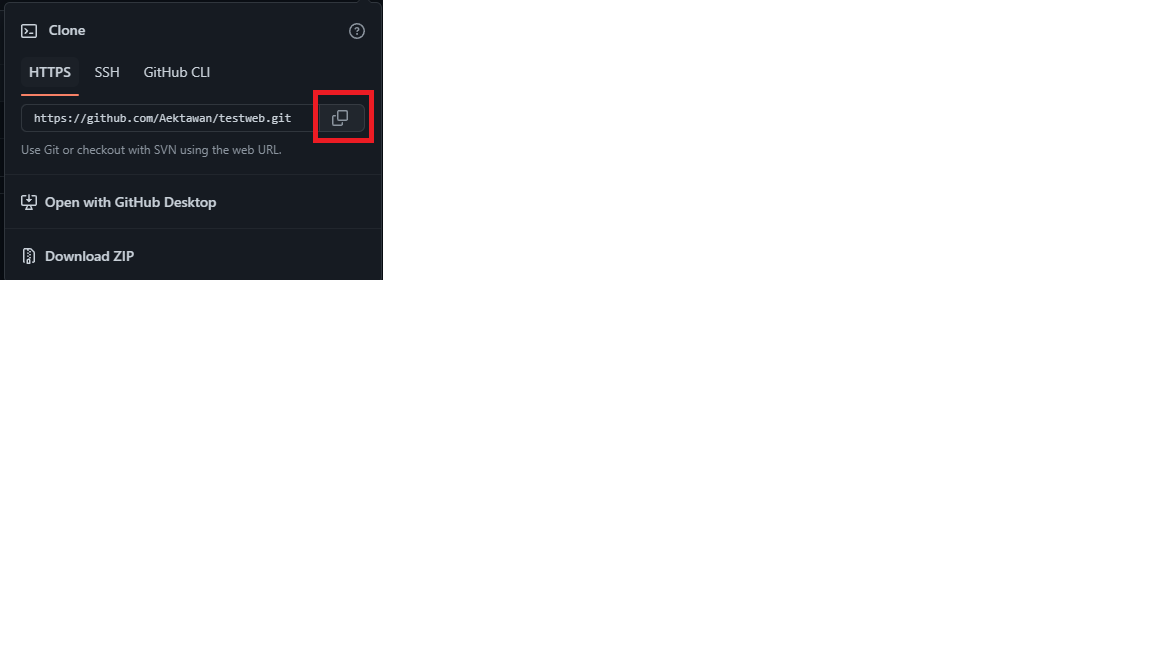 Clone
HTTPS SSH GitHub CLI
https://github.com/Aektawan/testweb.git
Use Git or checkout with SVN using the web URL.
Open with GitHub Desktop
Download ZIP